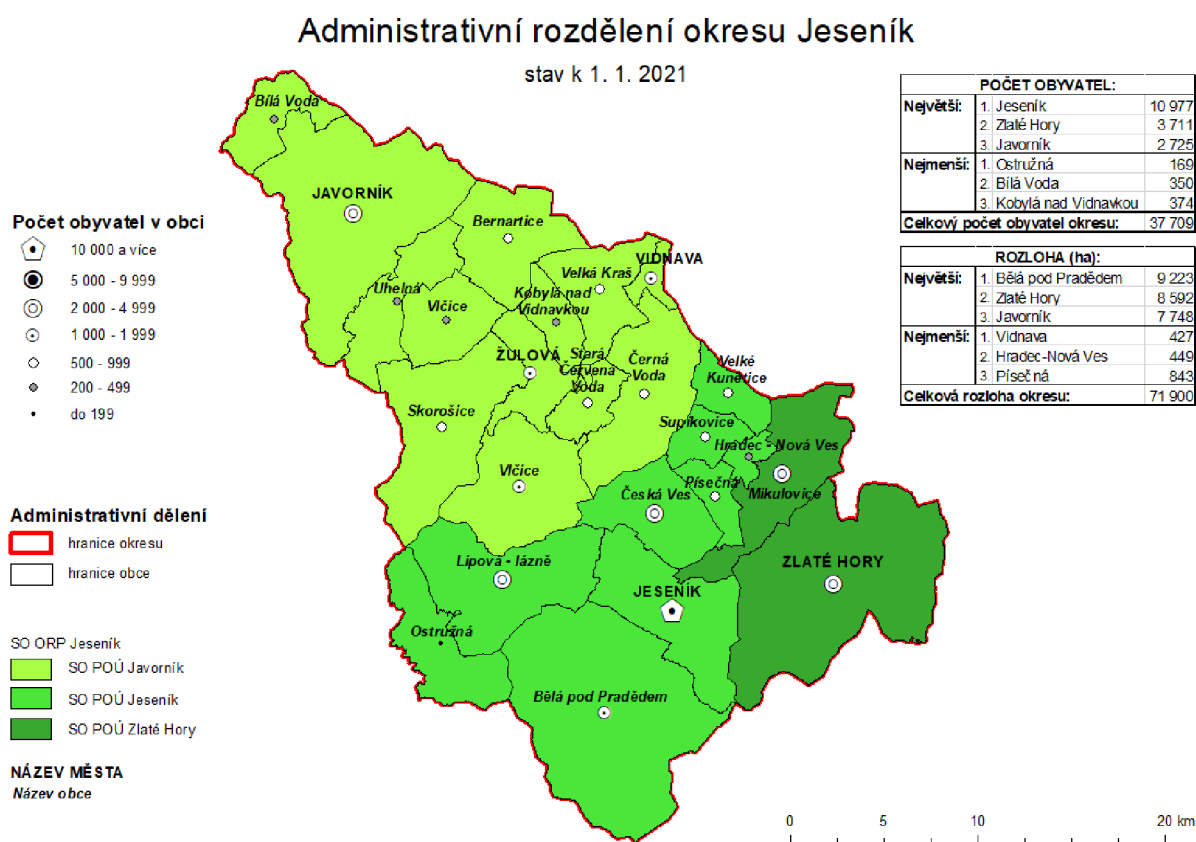 Administrativní rozdělení okresu Jeseník
stav k 1. 1. 2021
POČET OBYVATEL:
Největší: 1. Jeseník 10 977
2. Zlaté Hory 3 711
3. Javorník 2 725
Nejmenší: 1. Ostružná 169
2. Bílá Voda 350
3. Kobylá nad Vidnavkou 374
Celkový počet obyvatel okresu: 37 709
ROZLOHA (ha):
Největší: 1. Bělá pod Pradědem 9 223
2. Zlaté Hory 8 592
3. Javorník 7 748
Nejmenší: 1. Vidnava 427
2. Hradec-Nová Ves 449
3. Písečná 843
Celková rozloha okresu: 71 900
Počet obyvatel v obci
10 000 a více
5 000 - 9 999
2 000 - 4 999
1 000 - 1 999
500 - 999
200 - 499
do 199
Administrativní dělení
hranice okresu
hranice obce
SO ORP Jeseník
SO POÚ Javorník
SO POÚ Jeseník
SO POÚ Zlaté Hory
NÁZEV MĚSTA
Název obce
Bílá Voda
JAVORNÍK
Bernartice
VIDNAVA
Velká Kraš
Uhelná
Vlčice
Kobylá nad
Vidnavkou
ŽULOVÁ
Stará
Červená
Voda
Černá
Voda
Velké
Kunětice
Skorošice
Supíkovice
Hradec - Nová Ves
Vlčice
Písečná
Mikulovice
Česká Ves
Lipová - lázně
ZLATÉ HORY
JESENÍK
Ostružná
Bělá pod Pradědem
0 5 10 20 km